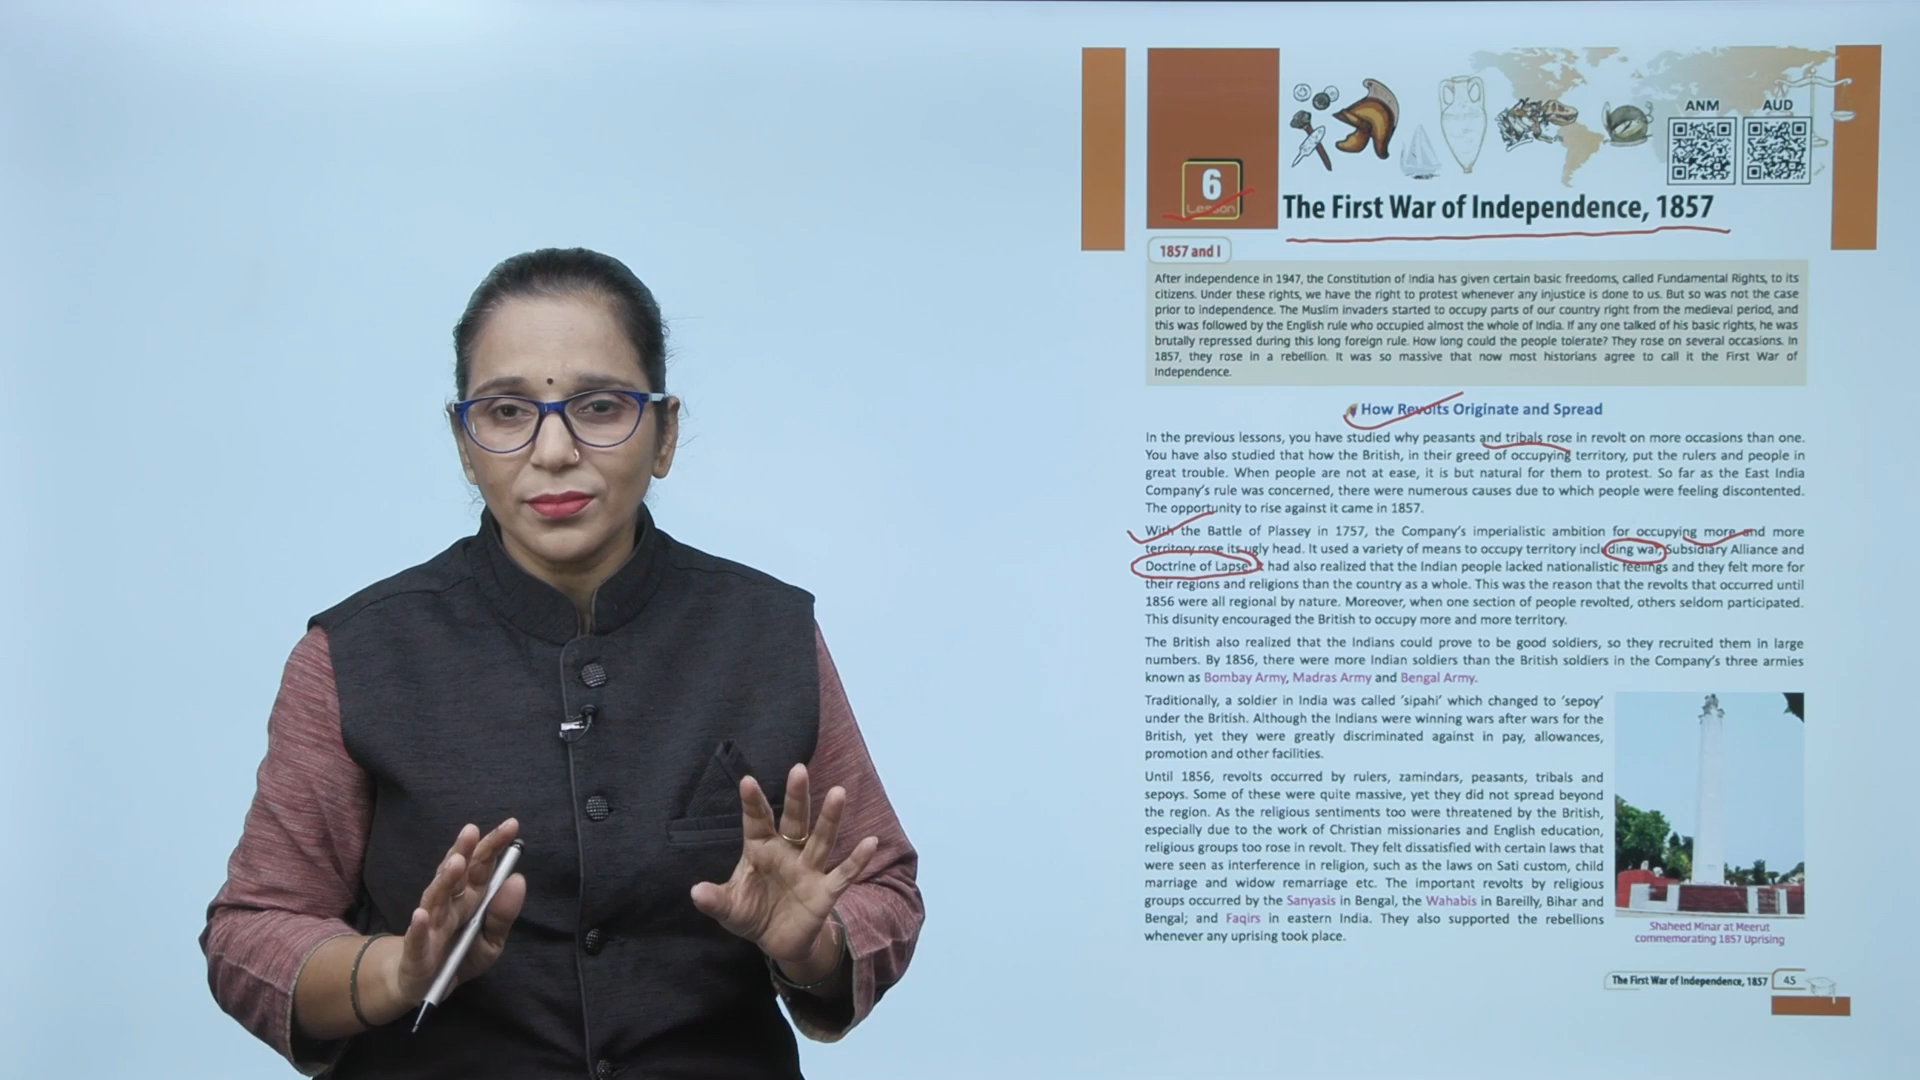 ANM
AUD
6
Lesson
The First War of Independence, 1857
1857 and I
After independence in 1947, the Constitution of India has given certain basic freedoms, called Fundamental Rights, to its
citizens. Under these rights, we have the right to protest whenever any injustice is done to us. But so was not the case
prior to independence. The Muslim invaders started to occupy parts of our country right from the medieval period, and
this was followed by the English rule who occupied almost the whole of India. If any one talked of his basic rights, he was
brutally repressed during this long foreign rule. How long could the people tolerate? They rose on several occasions. In
1857, they rose in a rebellion. It was so massive that now most historians agree to call it the First War of
Independence.
How Revolts Originate and Spread
In the previous lessons, you have studied why peasants and tribals rose in revolt on more occasions than one.
You have also studied that how the British, in their greed of occupying territory, put the rulers and people in
great trouble. When people are not at ease, it is but natural for them to protest. So far as the East India
Company's rule was concerned, there were numerous causes due to which people were feeling discontented.
The opportunity to rise against it came in 1857.
With the Battle of Plassey in 1757, the Company's imperialistic ambition for occupying more and more
territory rose its ugly head. It used a variety of means to occupy territory including war, Subsidiary Alliance and
Doctrine of Lapse. It had also realized that the Indian people lacked nationalistic feelings and they felt more for
their regions and religions than the country as a whole. This was the reason that the revolts that occurred until
1856 were all regional by nature. Moreover, when one section of people revolted, others seldom participated.
This disunity encouraged the British to occupy more and more territory.
The British also realized that the Indians could prove to be good soldiers, so they recruited them in large
numbers. By 1856, there were more Indian soldiers than the British soldiers in the Company's three armies
known as Bombay Army, Madras Army and Bengal Army.
Traditionally, a soldier in India was called 'sipahi' which changed to 'sepoy'
under the British. Although the Indians were winning wars after wars for the
British, yet they were greatly discriminated against in pay, allowances,
promotion and other facilities.
Until 1856, revolts occurred by rulers, zamindars, peasants, tribals and
sepoys. Some of these were quite massive, yet they did not spread beyond
the region. As the religious sentiments too were threatened by the British,
especially due to the work of Christian missionaries and English education,
religious groups too rose in revolt. They felt dissatisfied with certain laws that
were seen as interference in religion, such as the laws on Sati custom, child
marriage and widow remarriage etc. The important revolts by religious
groups occurred by the Sanyasis in Bengal, the Wahabis in Bareilly, Bihar and
Bengal; and Faqirs in eastern India. They also supported the rebellions
whenever any uprising took place.
Shaheed Minar at Meerut
commemorating 1857 Uprising
The First War of Independence, 1857
45